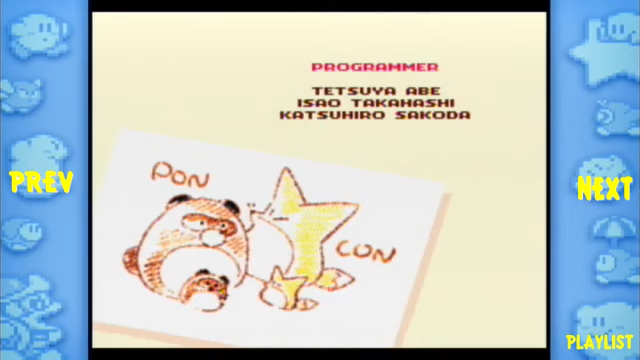 PROGRAMMER
TETSUYA ABE
ISAO TAKAHASHI
KATSUHIRO SAKODA
PON
CON
PREV
NEXT
PLAYLIST